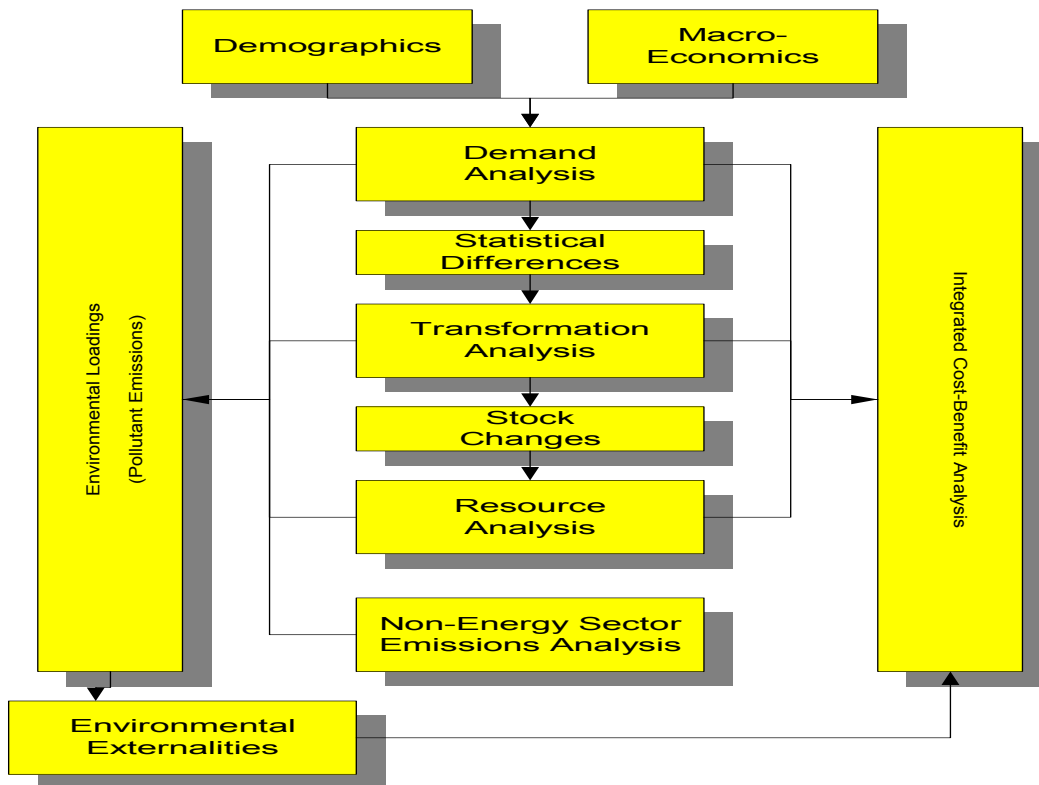 Demographics
Macro-
Economics
Demand
Analysis
Statistical
Differences
Transformation
Analysis
Stock
Changes
Resource
Analysis
Non-Energy Sector
Emissions Analysis
Environmental Loadings
(Pollutant Emissions)
Integrated Cost-Benefit Analysis
Environmental
Externalities